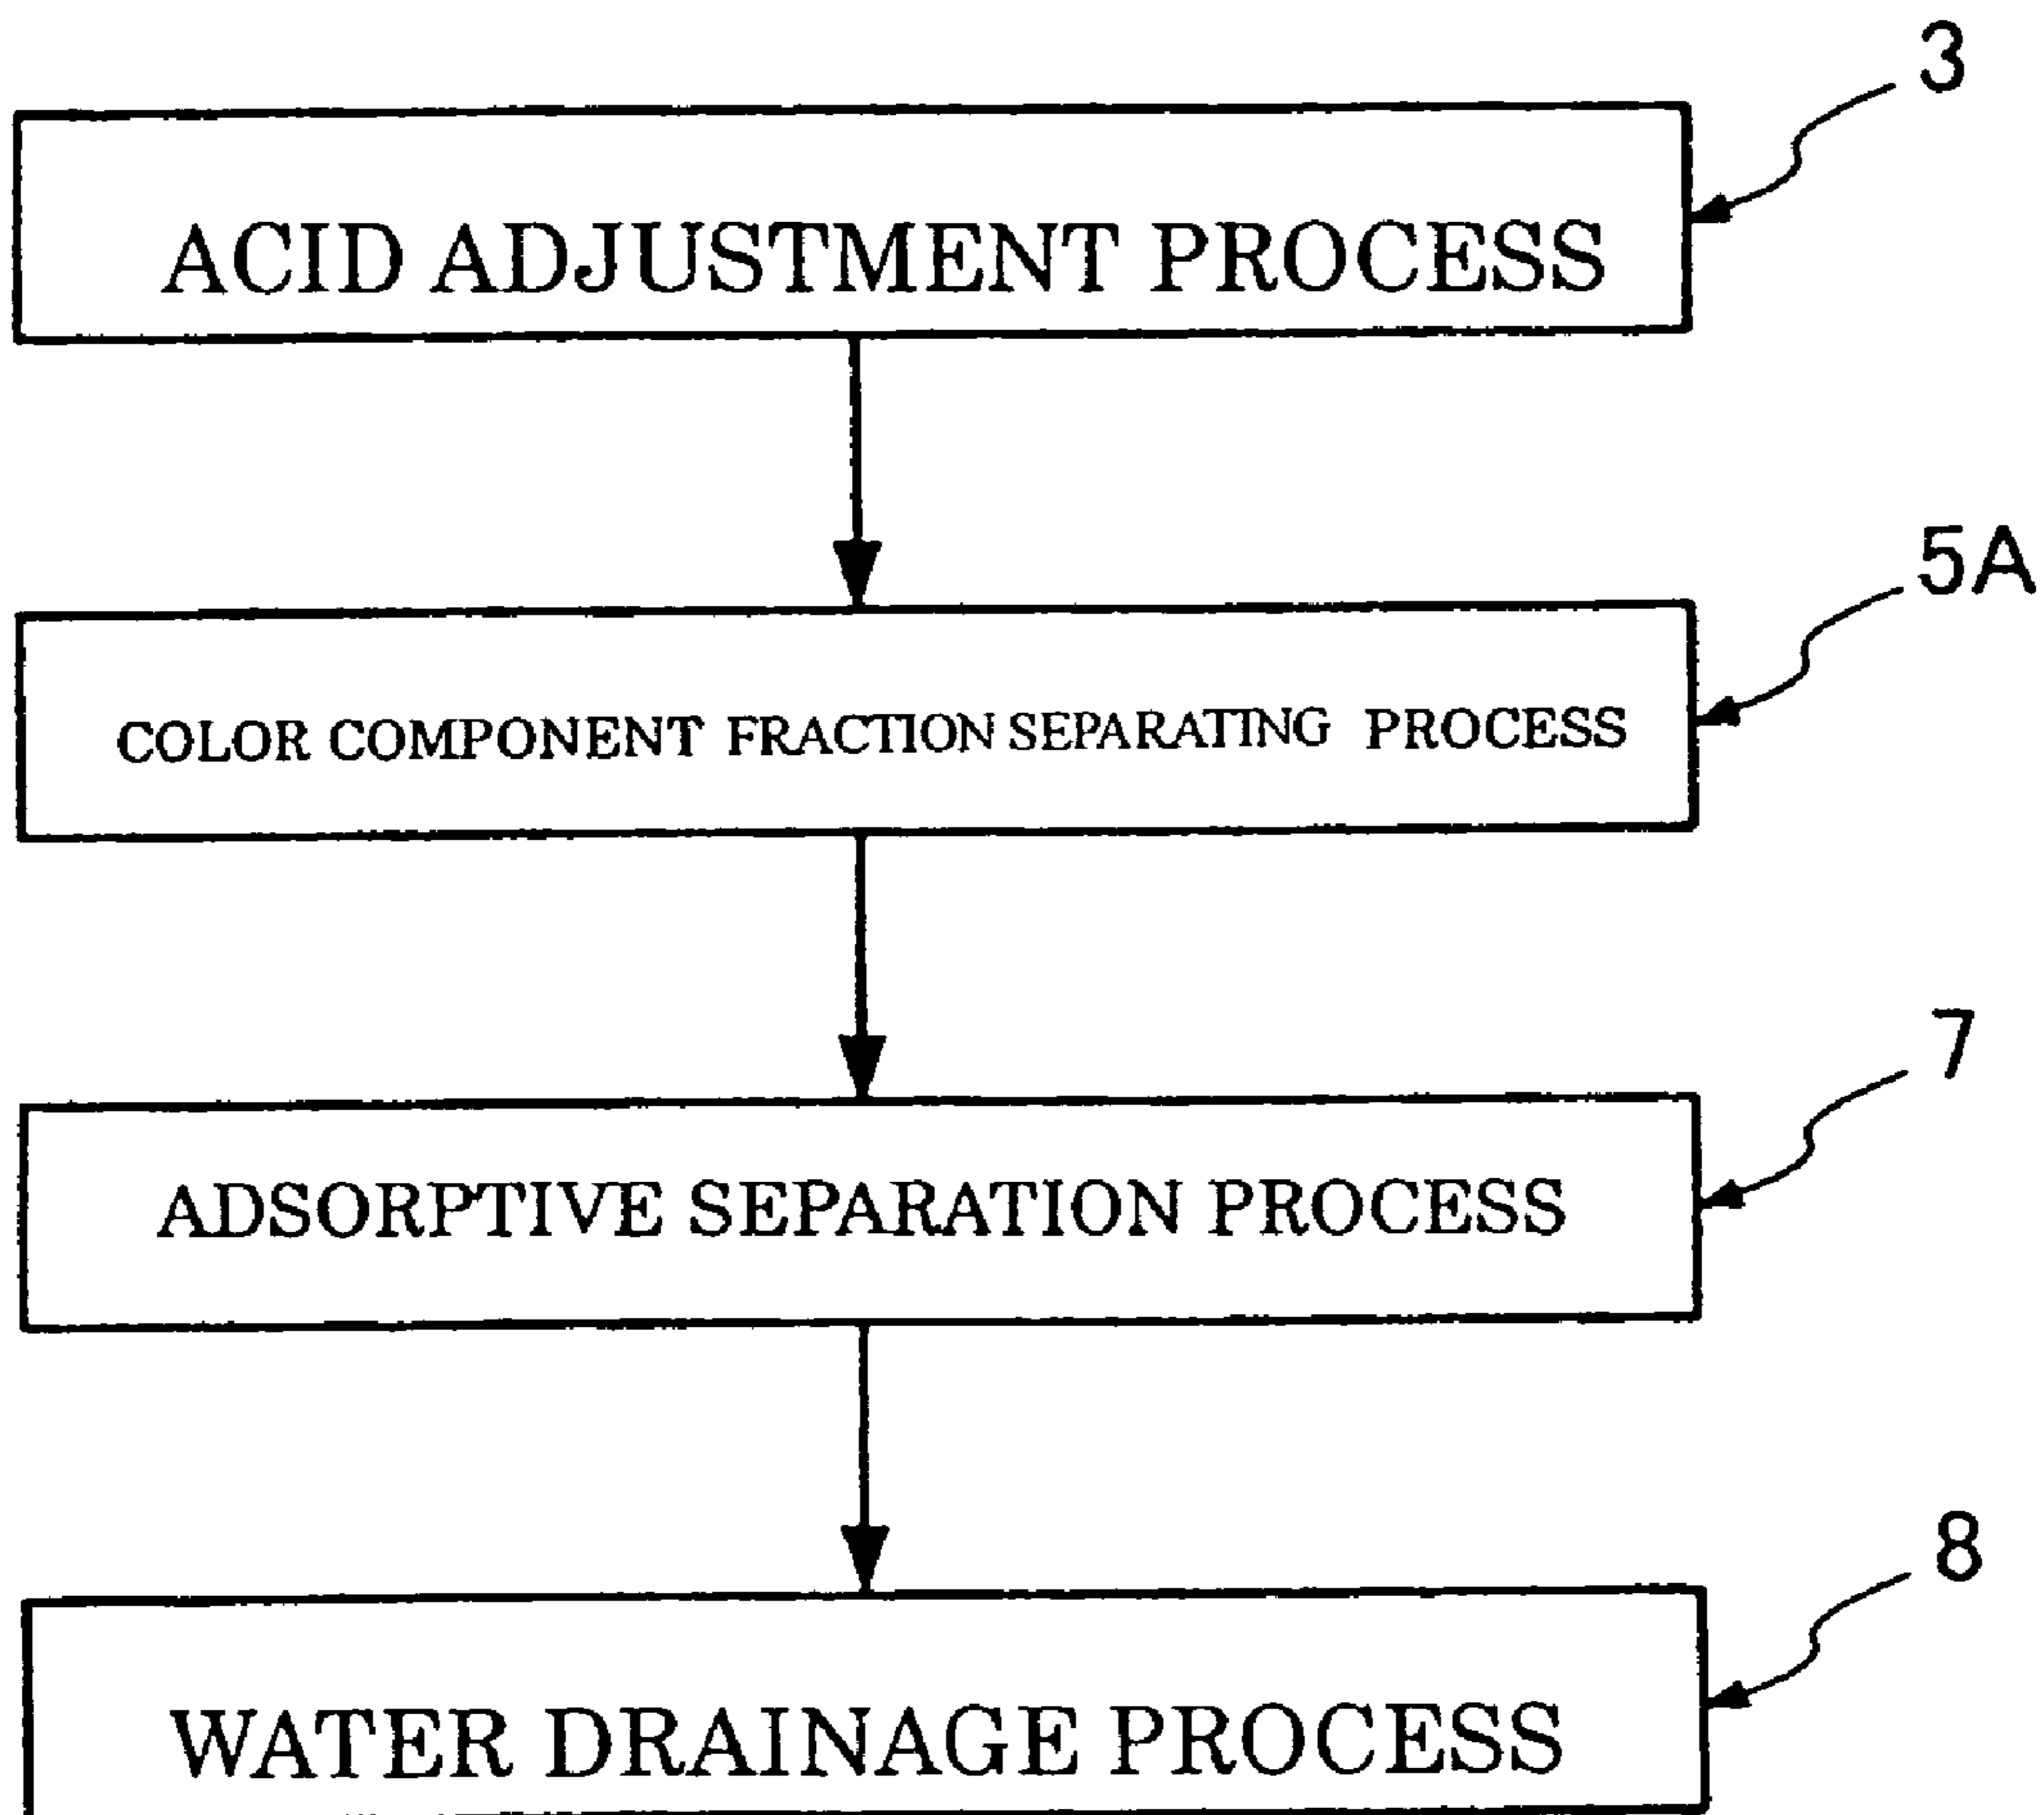 3
ACID ADJUSTMENT PROCESS
5A
COLOR COMPONENT FRACTION SEPARATING PROCESS
7
ADSORPTIVE SEPARATION PROCESS
8
WATER DRAINAGE PROCESS